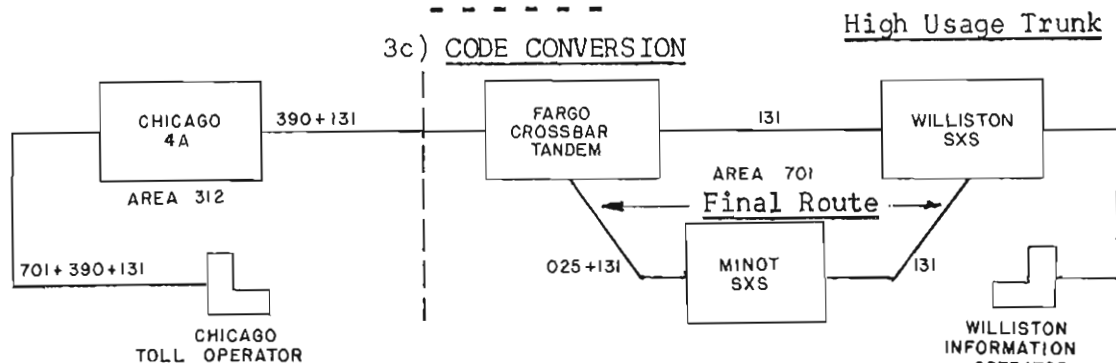 High Usage Trunk
3c) CODE CONVERSION
CHICAGO
4A
390+131
FARGO
CROSSBAR
TANDEM
131
WILLISTON
SXS
AREA 312
AREA 701
Final Route
701+390+131
025+131
MINOT
SXS
131
CHICAGO
TOLL OPERATOR
WILLISTON
INFORMATION